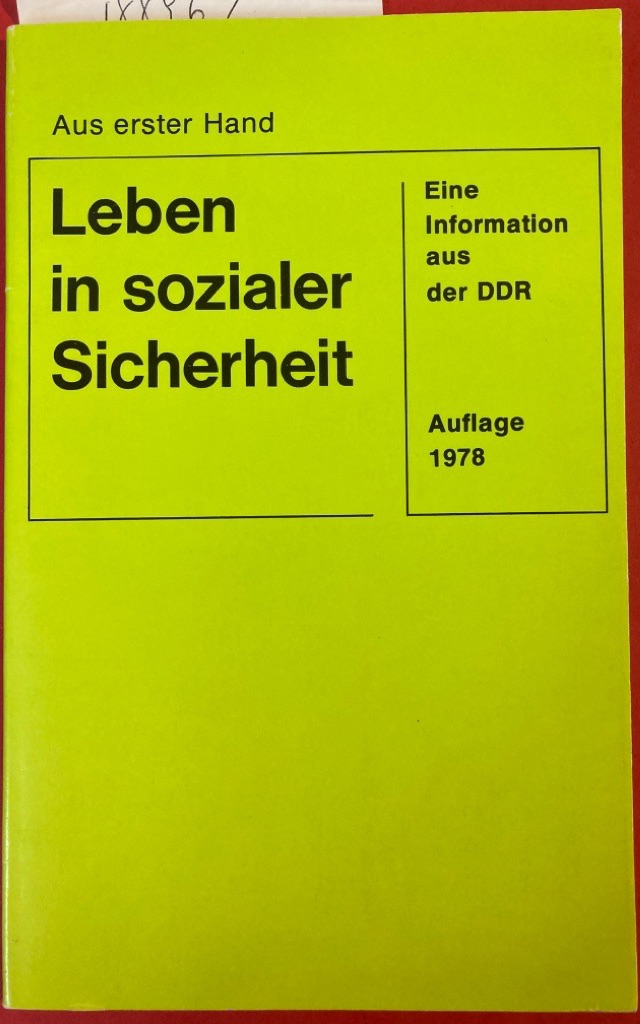 Aus erster Hand
Leben
in sozialer
Sicherheit
Eine
Information
aus
der DDR
Auflage
1978